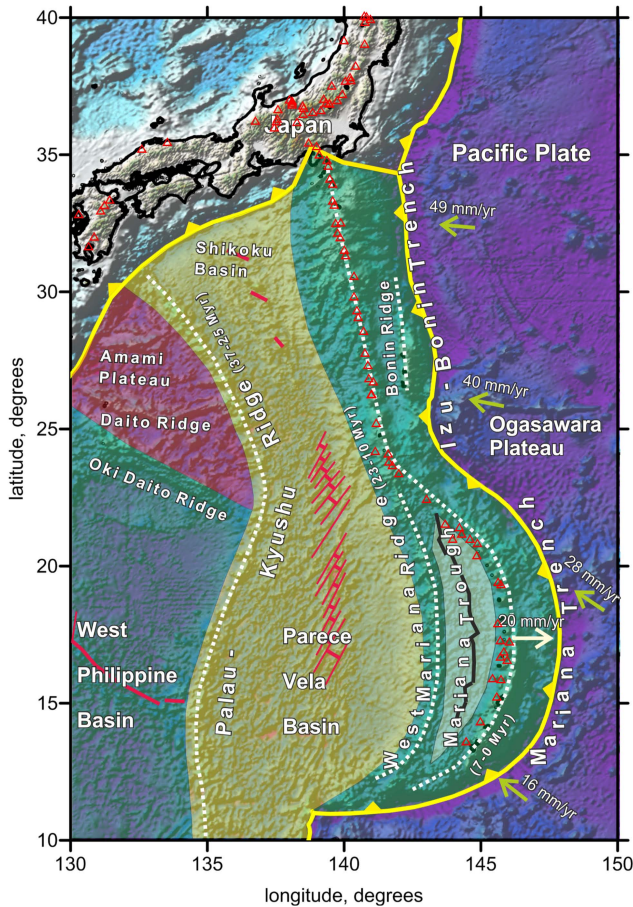 40
35
30
25
20
15
10
130
135
140
145
150
latitude, degrees
longitude, degrees
Japan
Pacific Plate
49 mm/yr
Shikoku
Basin
Izu-Bonin Trench
Bonin Ridge
Amami
Plateau
Daito Ridge
Oki Daito Ridge
Palau-Kyushu Ridge (37-25 Myr)
40 mm/yr
Ogasawara
Plateau
West Mariana Ridge (23-10 Myr)
Mariana Trough
(7-0 Myr)
Mariana Trench
28 mm/yr
20 mm/yr
West
Philippine
Basin
Parece
Vela
Basin
16 mm/yr